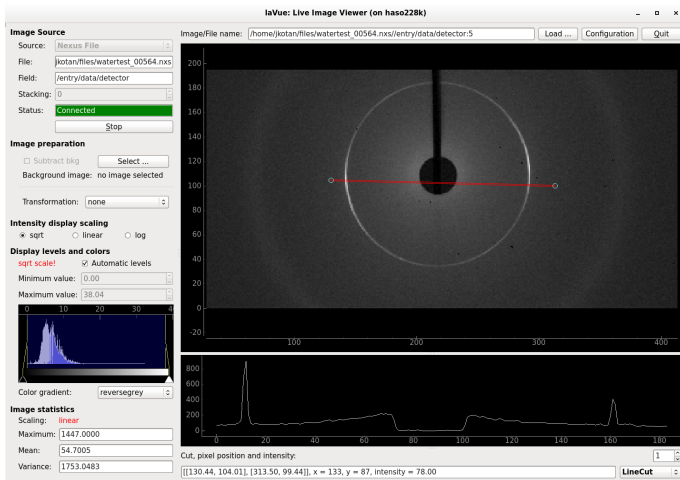 laVue: Live Image Viewer (on haso228k)
Image Source
Source: Nexus File
File: jkotan/files/watertest_00564.nxs
Field: /entry/data/detector
Stacking: 0
Status: Connected
Stop
Image preparation
Subtract bkg Select ...
Background image: no image selected
Transformation: none
Intensity display scaling
sqrt linear log
Display levels and colors
sqrt scale! Automatic levels
Minimum value: 0.00
Maximum value: 38.04
0 10 20 30 40
Color gradient: reversegrey
Image statistics
Scaling: linear
Maximum: 1447.0000
Mean: 54.7005
Variance: 1753.0483
Image/File name: /home/jkotan/files/watertest_00564.nxs//entry/data/detector:5 Load ... Configuration Quit
200
180
160
140
120
100
80
60
40
20
0
-20
100 200 300 400
800
600
400
200
0
0 20 40 60 80 100 120 140 160 180
Cut, pixel position and intensity: 1
[[130.44, 104.01], [313.50, 99.44]], x = 133, y = 87, intensity = 78.00 LineCut